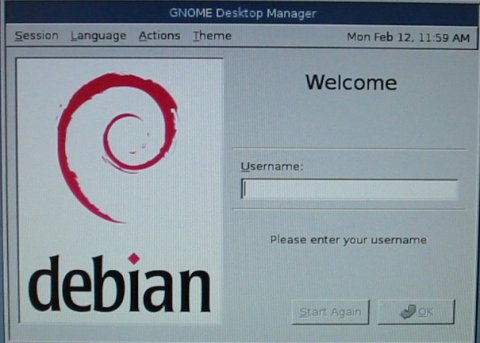 GNOME Desktop Manager
Session Language Actions Theme Mon Feb 12, 11:59 AM
Welcome
Username:
Please enter your username
debian
Start Again OK